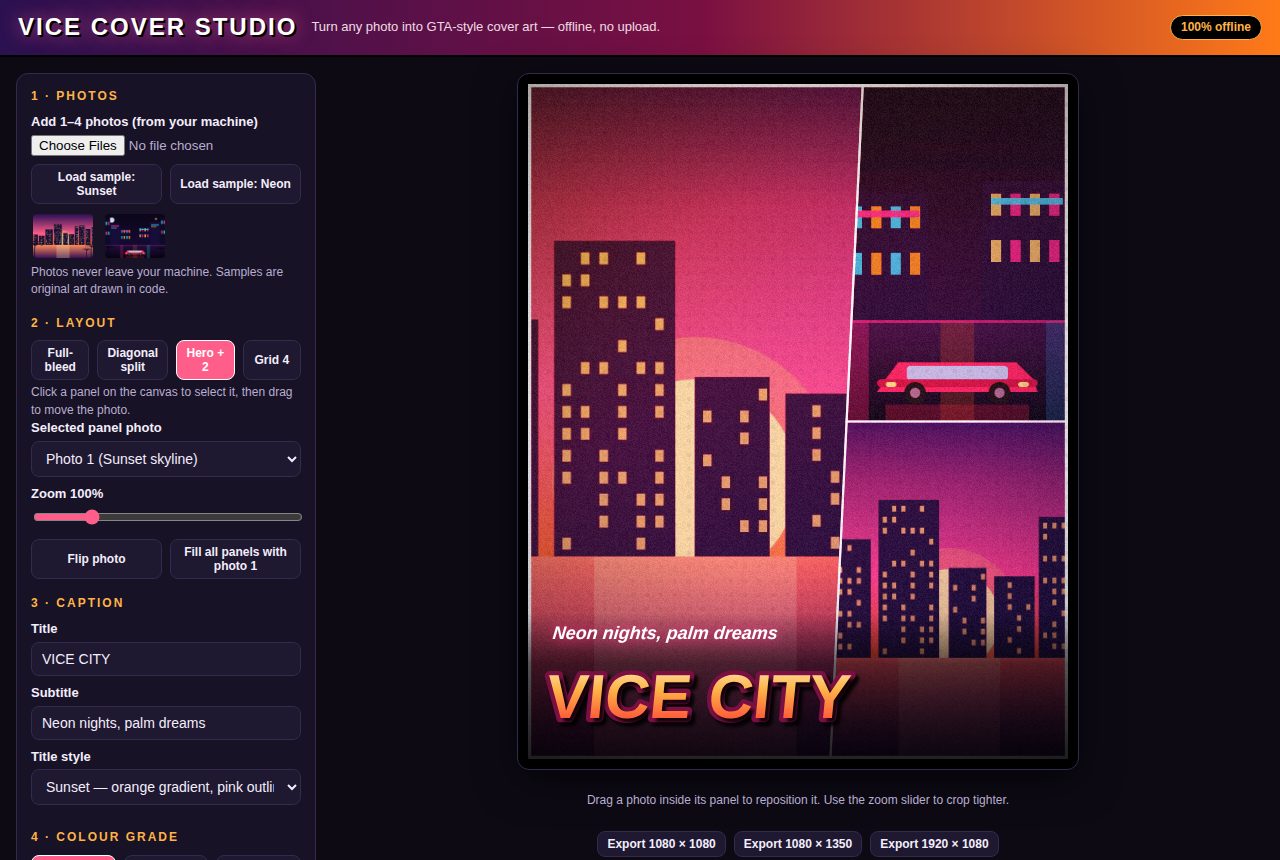 VICE COVER STUDIO
Turn any photo into GTA-style cover art — offline, no upload.
100% offline
1 · PHOTOS
Add 1–4 photos (from your machine)
Choose Files
No file chosen
Load sample:
Sunset
Load sample: Neon
Photos never leave your machine. Samples are
original art drawn in code.
2 · LAYOUT
Full-
bleed
Diagonal
split
Hero +
2
Grid 4
Click a panel on the canvas to select it, then drag
to move the photo.
Selected panel photo
Photo 1 (Sunset skyline)
Zoom 100%
Flip photo
Fill all panels with
photo 1
3 · CAPTION
Title
VICE CITY
Subtitle
Neon nights, palm dreams
Title style
Sunset — orange gradient, pink outli
4 · COLOUR GRADE
Neon nights, palm dreams
VICE CITY
Drag a photo inside its panel to reposition it. Use the zoom slider to crop tighter.
Export 1080 × 1080
Export 1080 × 1350
Export 1920 × 1080